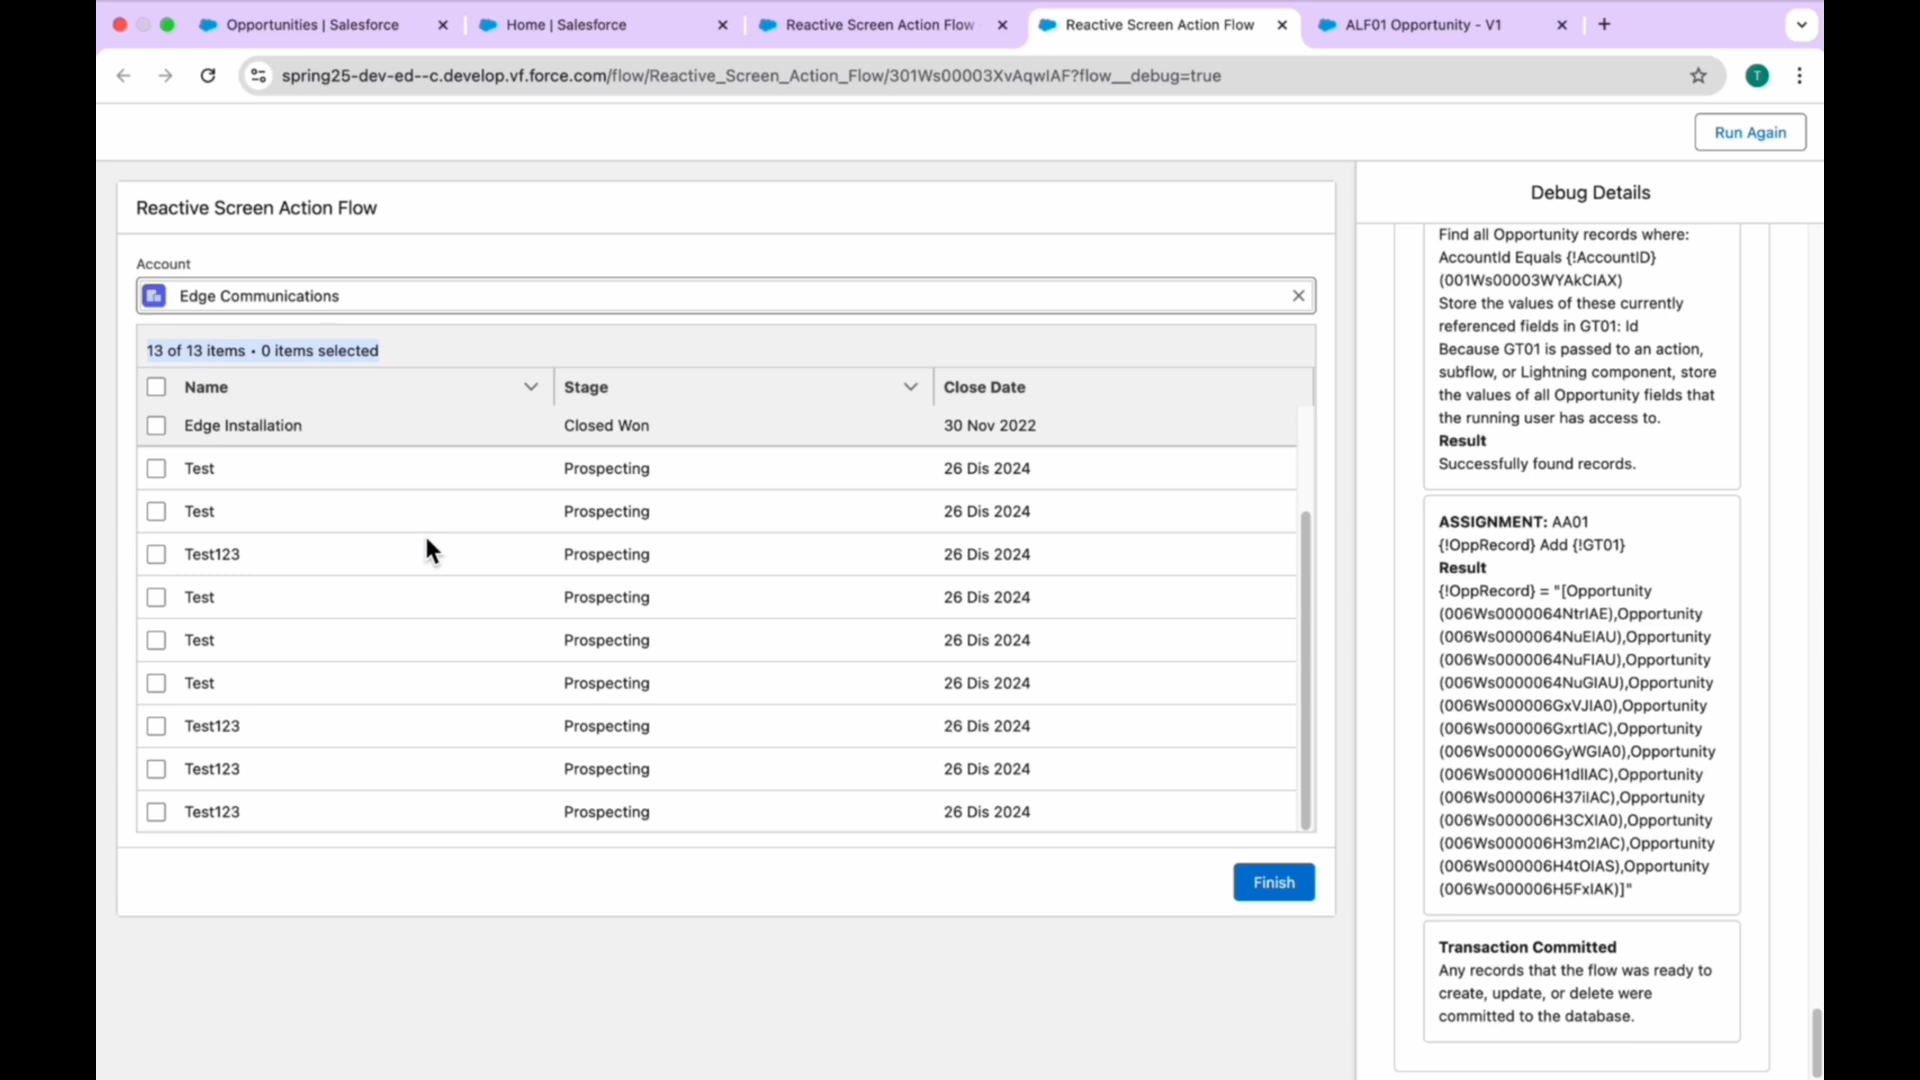 Opportunities | Salesforce
Home | Salesforce
Reactive Screen Action Flow
Reactive Screen Action Flow
ALF01 Opportunity - V1
spring25-dev-ed--c.develop.vf.force.com/flow/Reactive_Screen_Action_Flow/301Ws00003XvAqwIAF?flow__debug=true
T
Run Again
Reactive Screen Action Flow
Account
Edge Communications
13 of 13 items • 0 items selected
Name Stage Close Date
Edge Installation Closed Won 30 Nov 2022
Test Prospecting 26 Dis 2024
Test Prospecting 26 Dis 2024
Test123 Prospecting 26 Dis 2024
Test Prospecting 26 Dis 2024
Test Prospecting 26 Dis 2024
Test Prospecting 26 Dis 2024
Test123 Prospecting 26 Dis 2024
Test123 Prospecting 26 Dis 2024
Test123 Prospecting 26 Dis 2024
Finish
Debug Details
Find all Opportunity records where:
AccountId Equals {!AccountID}
(001Ws00003WYAkCIAX)
Store the values of these currently
referenced fields in GT01: Id
Because GT01 is passed to an action,
subflow, or Lightning component, store
the values of all Opportunity fields that
the running user has access to.
Result
Successfully found records.
ASSIGNMENT: AA01
{!OppRecord} Add {!GT01}
Result
{!OppRecord} = "[Opportunity
(006Ws0000064NtrIAE),Opportunity
(006Ws0000064NuEIAU),Opportunity
(006Ws0000064NuFIAU),Opportunity
(006Ws0000064NuGIAU),Opportunity
(006Ws000006GxVJIA0),Opportunity
(006Ws000006GxrtIAC),Opportunity
(006Ws000006GyWGIA0),Opportunity
(006Ws000006H1dlIAC),Opportunity
(006Ws000006H37iIAC),Opportunity
(006Ws000006H3CXIA0),Opportunity
(006Ws000006H3m2IAC),Opportunity
(006Ws000006H4tOIAS),Opportunity
(006Ws000006H5FxIAK)]"
Transaction Committed
Any records that the flow was ready to
create, update, or delete were
committed to the database.